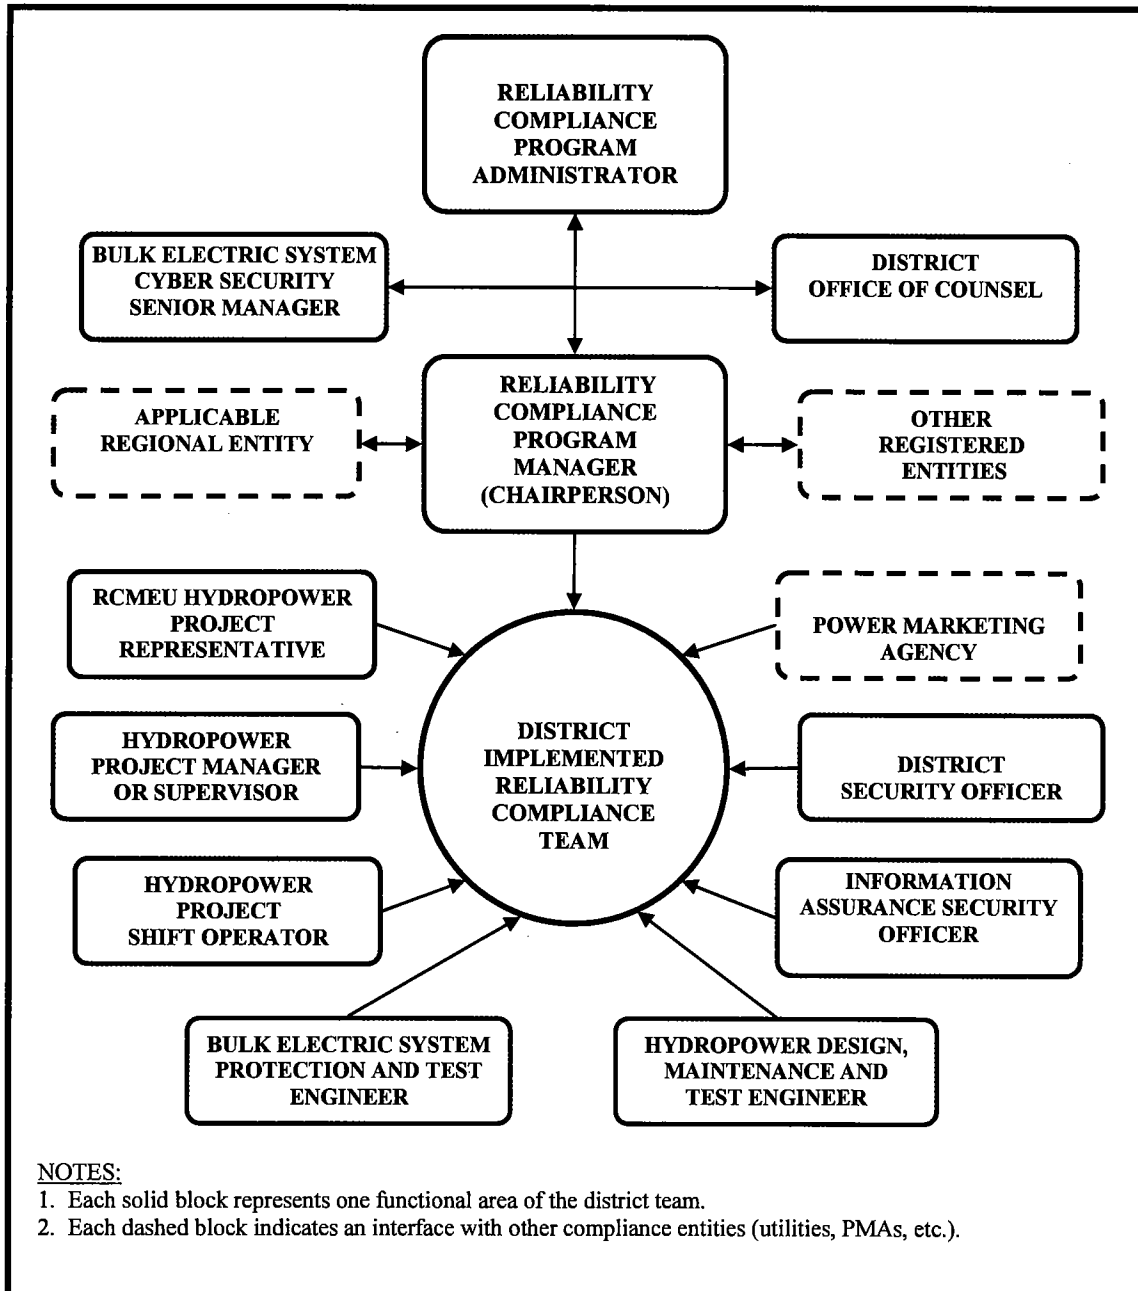 RELIABILITY
COMPLIANCE
PROGRAM
ADMINISTRATOR
BULK ELECTRIC SYSTEM
CYBER SECURITY
SENIOR MANAGER
DISTRICT
OFFICE OF COUNSEL
APPLICABLE
REGIONAL ENTITY
RELIABILITY
COMPLIANCE
PROGRAM
MANAGER
(CHAIRPERSON)
OTHER
REGISTERED
ENTITIES
RCMEU HYDROPOWER
PROJECT
REPRESENTATIVE
POWER MARKETING
AGENCY
HYDROPOWER
PROJECT MANAGER
OR SUPERVISOR
DISTRICT
IMPLEMENTED
RELIABILITY
COMPLIANCE
TEAM
DISTRICT
SECURITY OFFICER
HYDROPOWER
PROJECT
SHIFT OPERATOR
INFORMATION
ASSURANCE SECURITY
OFFICER
BULK ELECTRIC SYSTEM
PROTECTION AND TEST
ENGINEER
HYDROPOWER DESIGN,
MAINTENANCE AND
TEST ENGINEER
NOTES:
1. Each solid block represents one functional area of the district team.
2. Each dashed block indicates an interface with other compliance entities (utilities, PMAs, etc.).